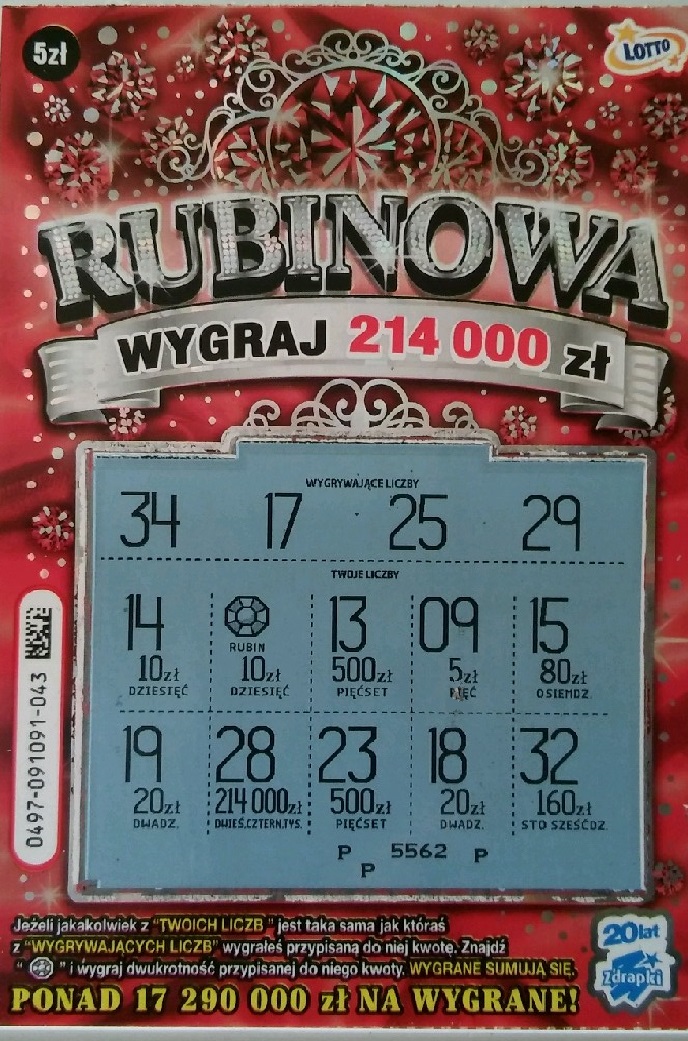 5zł
LOTTO
RUBINOWA
WYGRAJ 214 000 zł
WYGRYWAJĄCE LICZBY
34 17 25 29
TWOJE LICZBY
14 13 09 15
RUBIN
10zł 10zł 500zł 5zł 80zł
DZIESIĘĆ DZIESIĘĆ PIĘĆSET PIĘĆ OSIEMDZ.
19 28 23 18 32
20zł 214 000zł 500zł 20zł 160zł
DWADZ. DWIEŚ.CZTERN.TYS. PIĘĆSET DWADZ. STO SZEŚĆDZ.
P 5562 P
P
0497-091091-043
Jeżeli jakakolwiek z "TWOICH LICZB" jest taka sama jak któraś
z "WYGRYWAJĄCYCH LICZB" wygrałeś przypisaną do niej kwotę. Znajdź
" " i wygraj dwukrotność przypisanej do niego kwoty. WYGRANE SUMUJĄ SIĘ.
PONAD 17 290 000 zł NA WYGRANE!
20 lat
Zdrapki